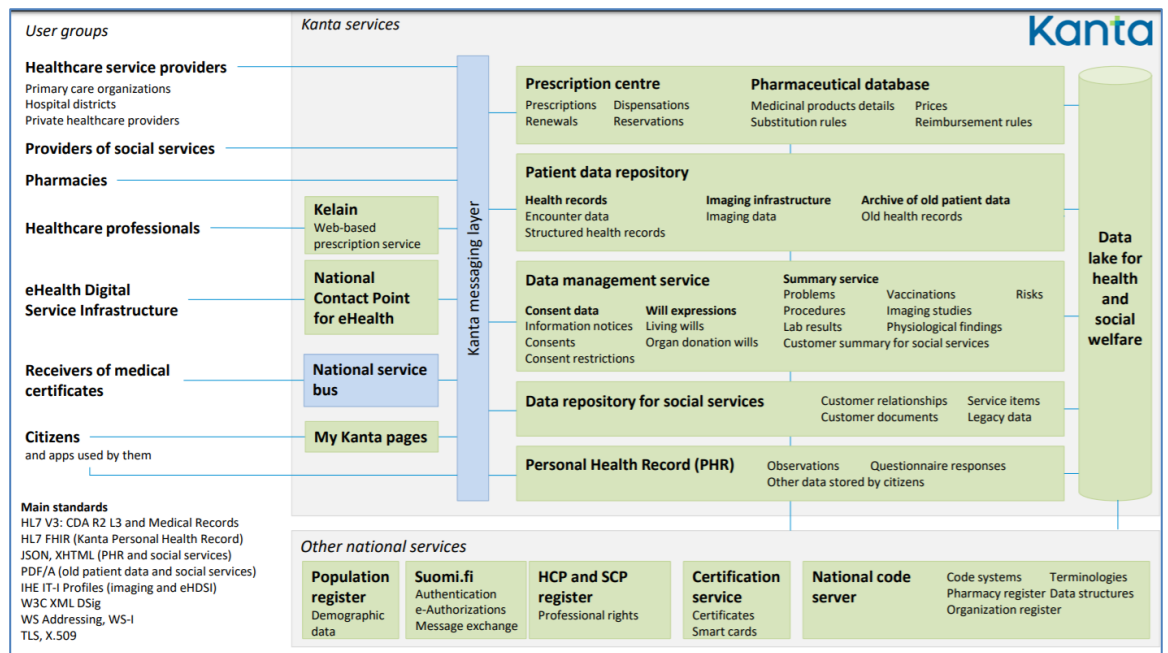 User groups
Kanta services
Kanta
Healthcare service providers
Primary care organizations
Hospital districts
Private healthcare providers
Providers of social services
Pharmacies
Healthcare professionals
eHealth Digital
Service Infrastructure
Receivers of medical
certificates
Citizens
and apps used by them
Main standards
HL7 V3: CDA R2 L3 and Medical Records
HL7 FHIR (Kanta Personal Health Record)
JSON, XHTML (PHR and social services)
PDF/A (old patient data and social services)
IHE IT-I Profiles (imaging and eHDSI)
W3C XML DSig
WS Addressing, WS-I
TLS, X.509
Kelain
Web-based
prescription service
National
Contact Point
for eHealth
National service
bus
My Kanta pages
Kanta messaging layer
Prescription centre
Prescriptions Dispensations
Renewals Reservations
Pharmaceutical database
Medicinal products details Prices
Substitution rules Reimbursement rules
Patient data repository
Health records
Encounter data
Structured health records
Imaging infrastructure
Imaging data
Archive of old patient data
Old health records
Data management service
Consent data
Information notices
Consents
Consent restrictions
Will expressions
Living wills
Organ donation wills
Summary service
Problems Vaccinations Risks
Procedures Imaging studies
Lab results Physiological findings
Customer summary for social services
Data repository for social services
Customer relationships Service items
Customer documents Legacy data
Personal Health Record (PHR)
Observations Questionnaire responses
Other data stored by citizens
Data
lake for
health
and
social
welfare
Other national services
Population
register
Demographic
data
Suomi.fi
Authentication
e-Authorizations
Message exchange
HCP and SCP
register
Professional rights
Certification
service
Certificates
Smart cards
National code
server
Code systems Terminologies
Pharmacy register Data structures
Organization register